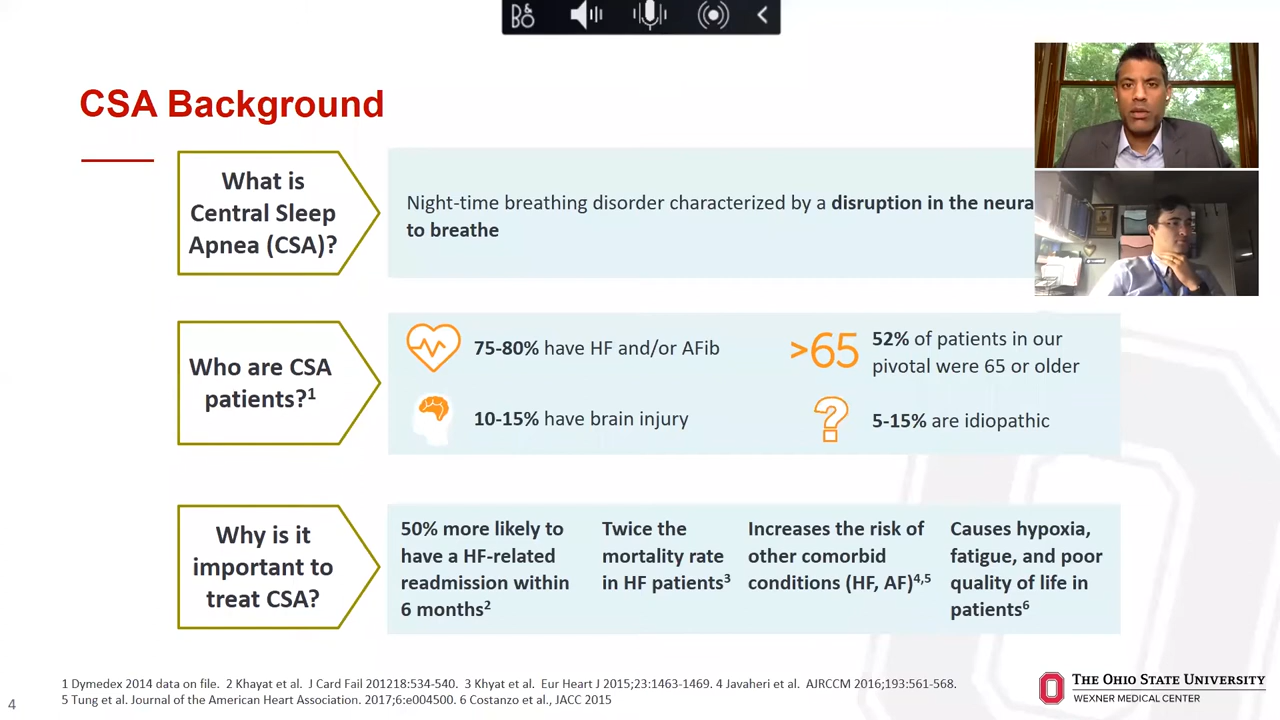 B&O
CSA Background
What is
Central Sleep
Apnea (CSA)?
Night-time breathing disorder characterized by a disruption in the
to breathe
Who are CSA
patients?1
75-80% have HF and/or AFib
>65
52% of patients in our
pivotal were 65 or older
10-15% have brain injury
?
5-15% are idiopathic
Why is it
important to
treat CSA?
50% more likely to
have a HF-related
readmission within
6 months2
Twice the
mortality rate
in HF patients3
Increases the risk of
other comorbid
conditions (HF, AF)4,5
Causes hypoxia,
fatigue, and poor
quality of life in
patients6
1 Dymedex 2014 data on file. 2 Khayat et al. J Card Fail 201218:534-540. 3 Khyat et al. Eur Heart J 2015;23:1463-1469. 4 Javaheri et al. AJRCCM 2016;193:561-568.
5 Tung et al. Journal of the American Heart Association. 2017;6:e004500. 6 Costanzo et al., JACC 2015
4
THE OHIO STATE UNIVERSITY
WEXNER MEDICAL CENTER